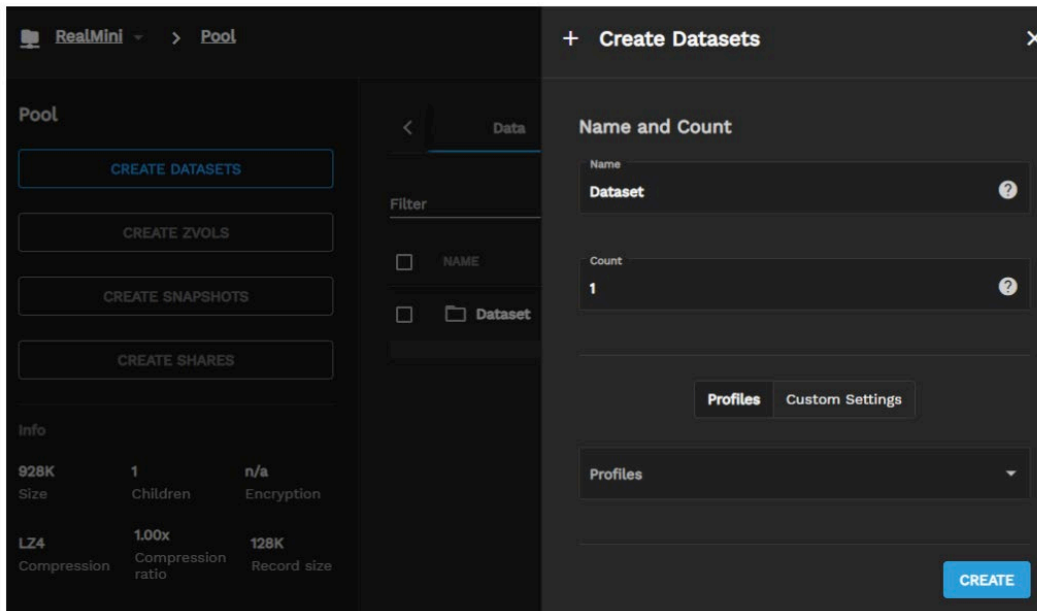 RealMini > Pool
Pool
CREATE DATASETS
CREATE ZVOLS
CREATE SNAPSHOTS
CREATE SHARES
Info
928K 1 n/a
Size Children Encryption
LZ4 1.00x 128K
Compression Compression ratio Record size
Data
Filter
NAME
Dataset
+ Create Datasets
Name and Count
Name
Dataset
Count
1
Profiles Custom Settings
Profiles
CREATE